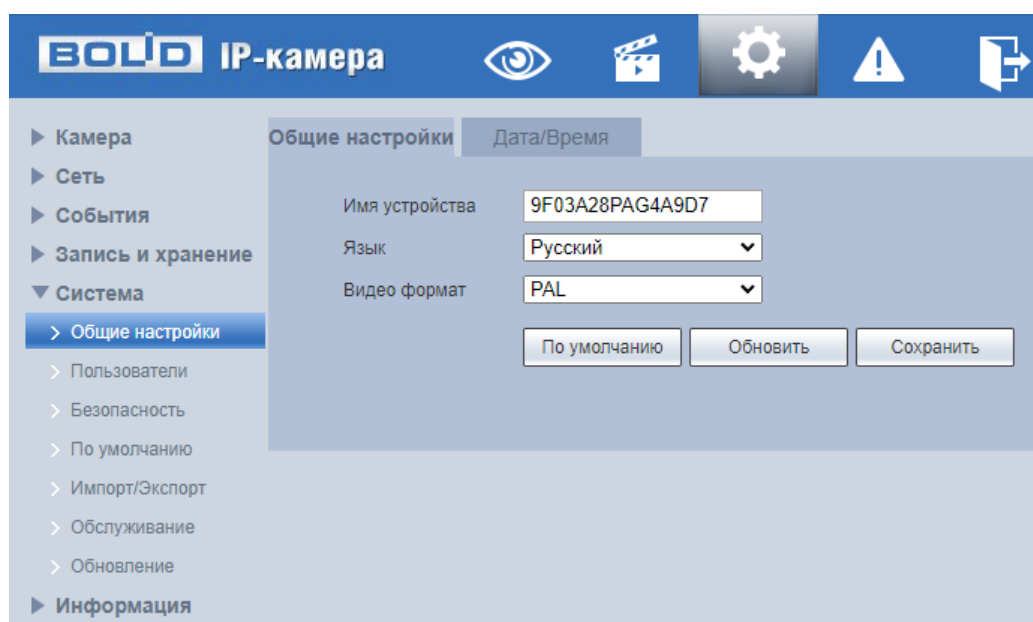 BOLID IP-камера
Камера
Сеть
События
Запись и хранение
Система
Общие настройки
Пользователи
Безопасность
По умолчанию
Импорт/Экспорт
Обслуживание
Обновление
Информация
Общие настройки Дата/Время
Имя устройства 9F03A28PAG4A9D7
Язык Русский
Видео формат PAL
По умолчанию Обновить Сохранить